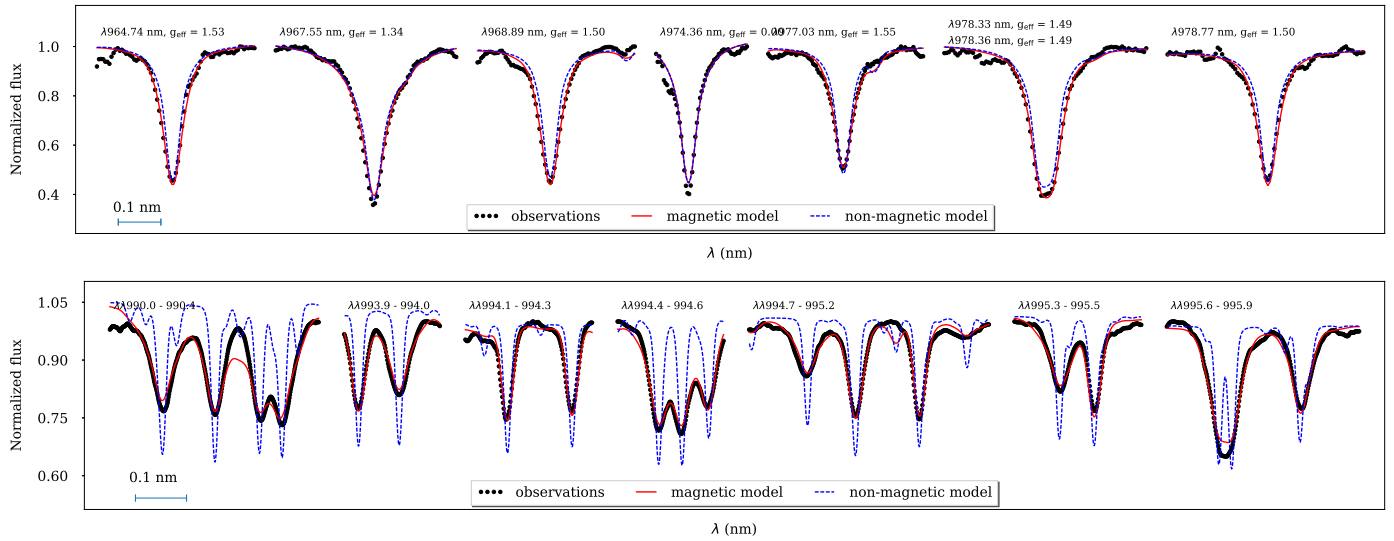 λ964.74 nm, g_eff = 1.53
λ967.55 nm, g_eff = 1.34
λ968.89 nm, g_eff = 1.50
λ974.36 nm, g_eff = 0.00
λ977.03 nm, g_eff = 1.55
λ978.33 nm, g_eff = 1.49
λ978.36 nm, g_eff = 1.49
λ978.77 nm, g_eff = 1.50
1.0
0.8
0.6
0.4
Normalized flux
0.1 nm
observations
magnetic model
non-magnetic model
λ (nm)
λλ990.0 - 990.4
λλ993.9 - 994.0
λλ994.1 - 994.3
λλ994.4 - 994.6
λλ994.7 - 995.2
λλ995.3 - 995.5
λλ995.6 - 995.9
1.05
0.90
0.75
0.60
Normalized flux
0.1 nm
observations
magnetic model
non-magnetic model
λ (nm)